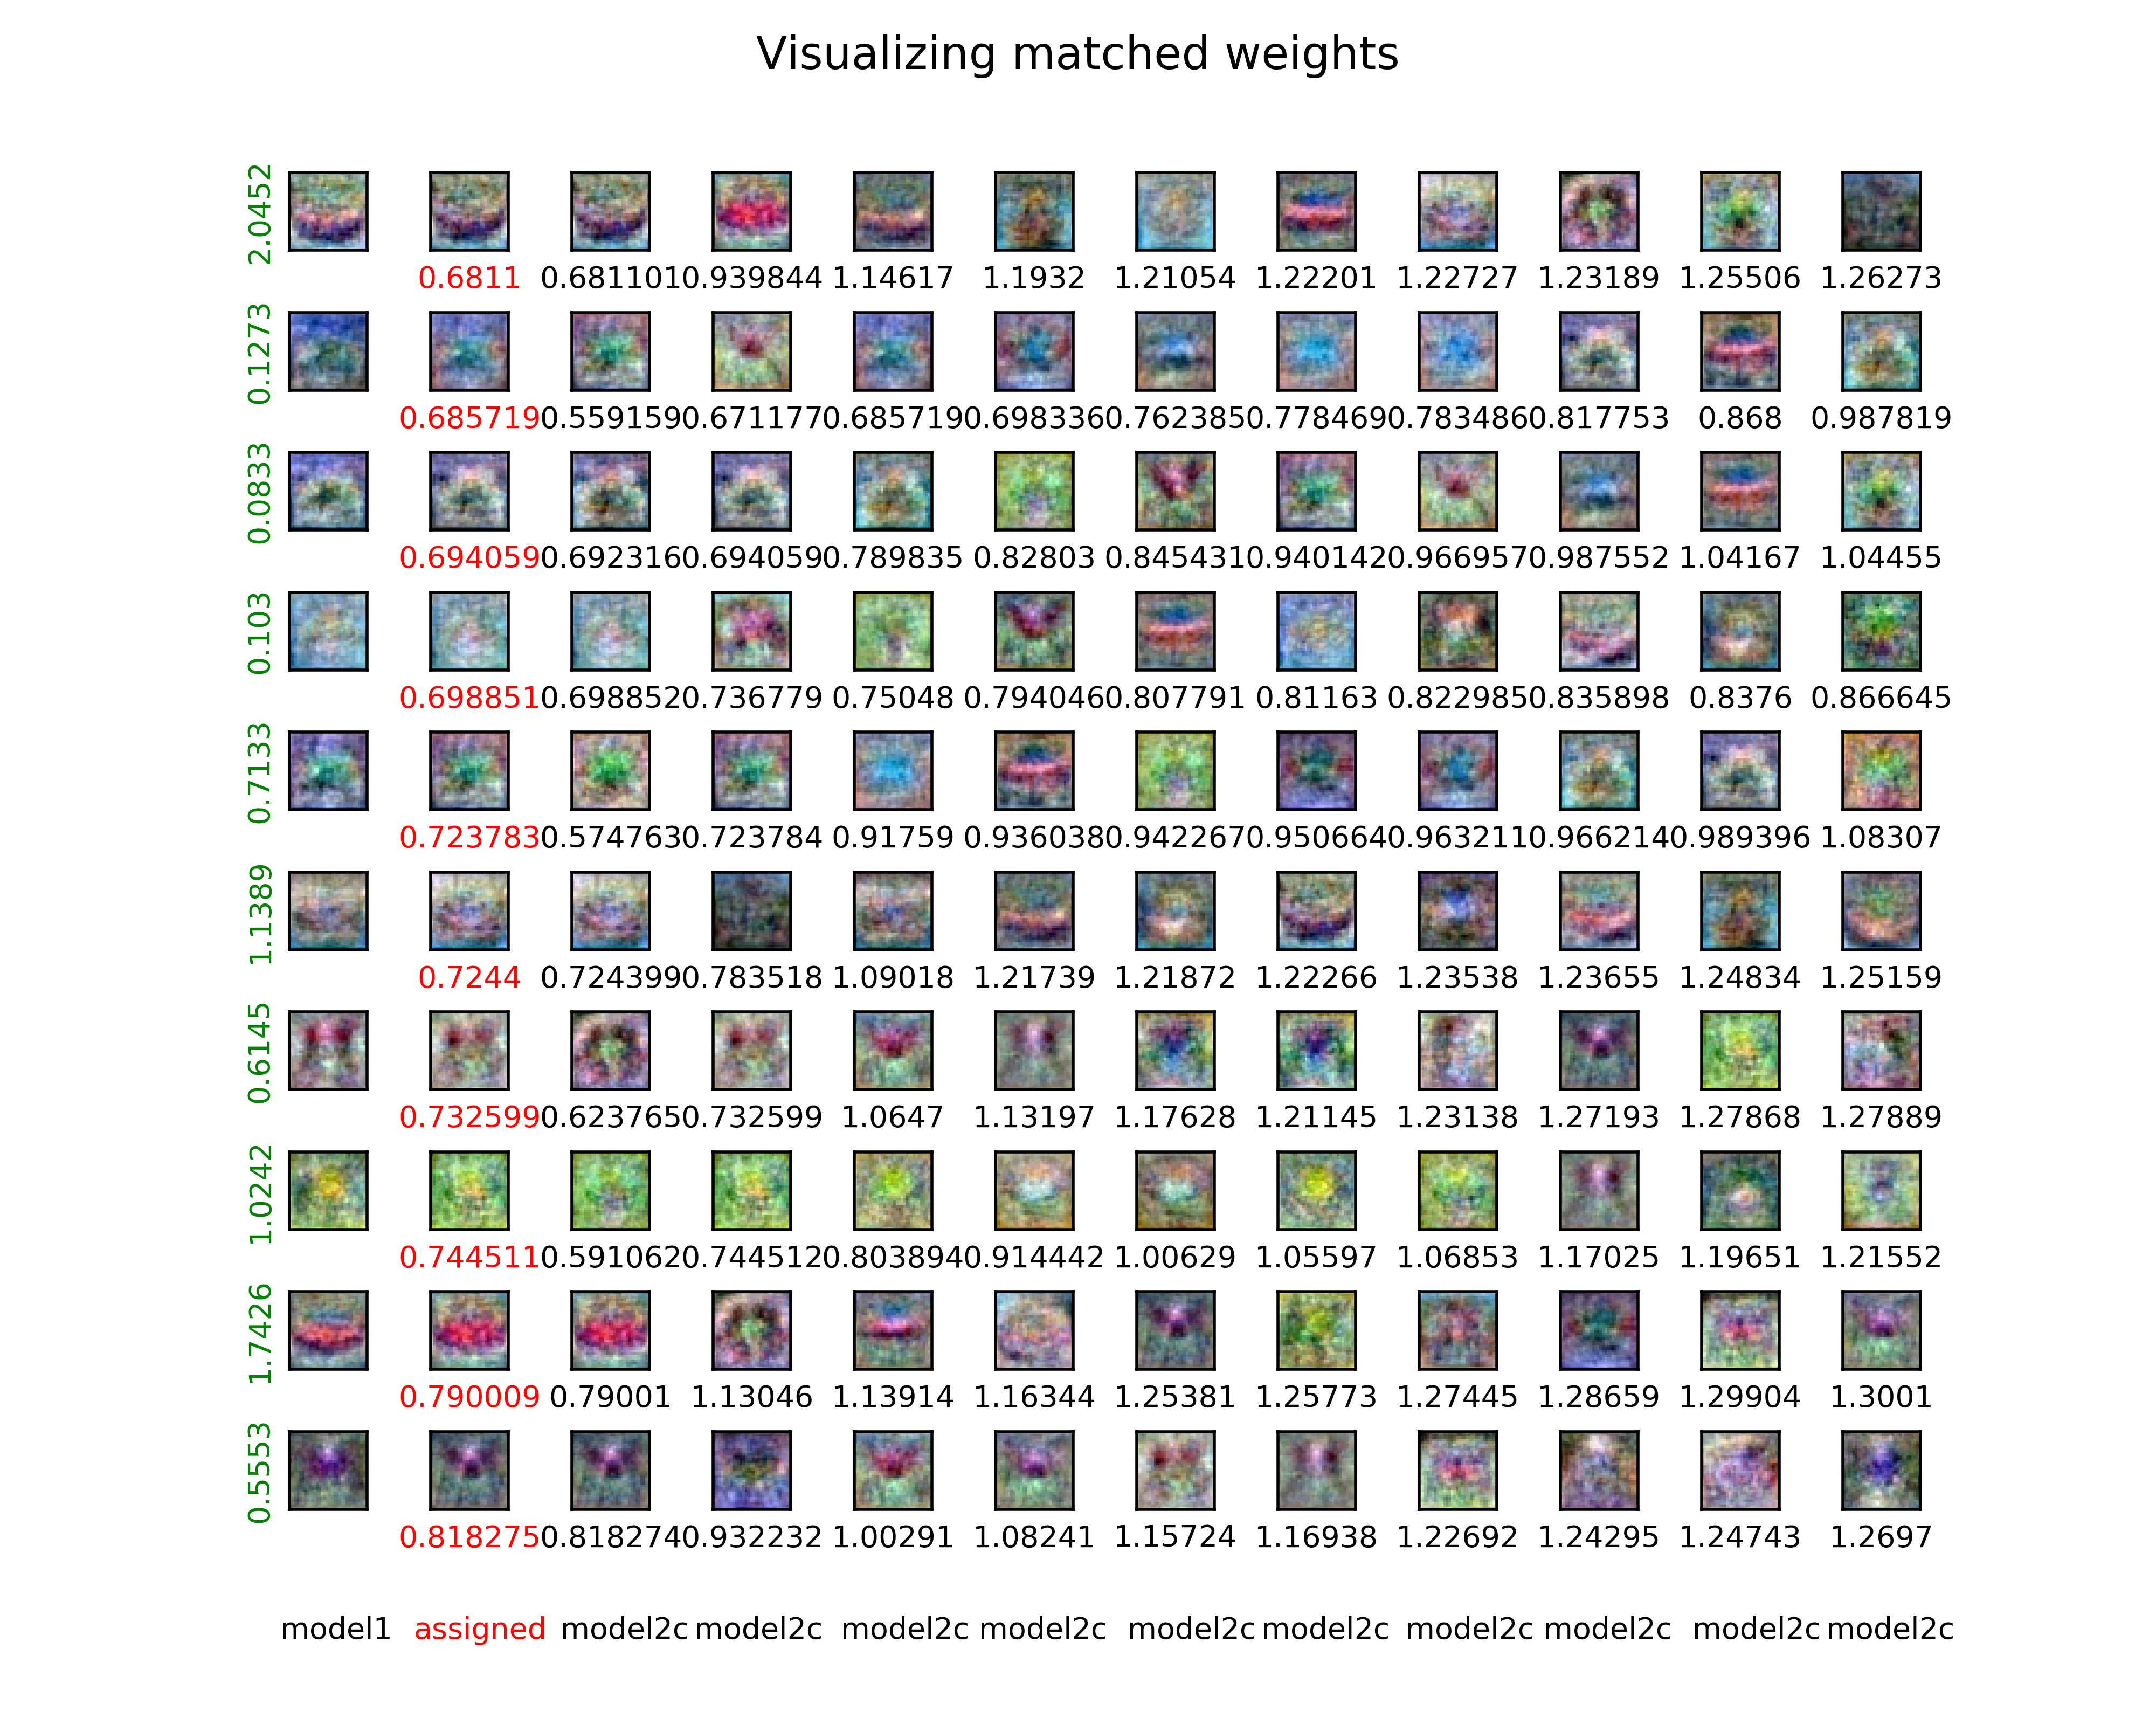 Visualizing matched weights
2.0452
0.6811 0.681101 0.939844 1.14617 1.1932 1.21054 1.22201 1.22727 1.23189 1.25506 1.26273
0.1273
0.685719 0.559159 0.671177 0.685719 0.698336 0.762385 0.778469 0.783486 0.817753 0.868 0.987819
0.0833
0.694059 0.692316 0.694059 0.789835 0.82803 0.845431 0.940142 0.966957 0.987552 1.04167 1.04455
0.103
0.698851 0.698852 0.736779 0.75048 0.794046 0.807791 0.81163 0.822985 0.835898 0.8376 0.866645
0.7133
0.723783 0.574763 0.723784 0.91759 0.936038 0.942267 0.950664 0.963211 0.966214 0.989396 1.08307
1.1389
0.7244 0.724399 0.783518 1.09018 1.21739 1.21872 1.22266 1.23538 1.23655 1.24834 1.25159
0.6145
0.732599 0.623765 0.732599 1.0647 1.13197 1.17628 1.21145 1.23138 1.27193 1.27868 1.27889
1.0242
0.744511 0.591062 0.744512 0.803894 0.914442 1.00629 1.05597 1.06853 1.17025 1.19651 1.21552
1.7426
0.790009 0.79001 1.13046 1.13914 1.16344 1.25381 1.25773 1.27445 1.28659 1.29904 1.3001
0.5553
0.818275 0.818274 0.932232 1.00291 1.08241 1.15724 1.16938 1.22692 1.24295 1.24743 1.2697
model1 assigned model2c model2c model2c model2c model2c model2c model2c model2c model2c model2c